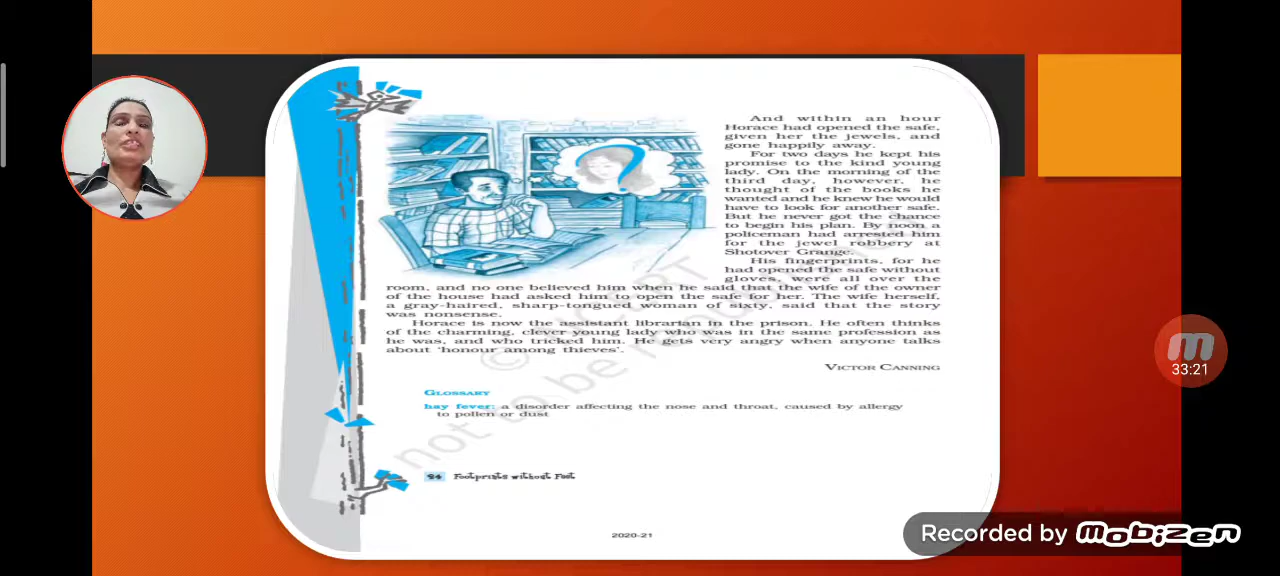 And within an hour
Horace had opened the safe,
given her the jewels, and
gone happily away.
For two days he kept his
promise to the kind young
lady. On the morning of the
third day, however, he
thought of the books he
wanted and he knew he would
have to look for another safe.
But he never got the chance
to begin his plan. By noon a
policeman had arrested him
for the jewel robbery at
Shotover Grange.
His fingerprints, for he
had opened the safe without
gloves, were all over the
room, and no one believed him when he said that the wife of the owner
of the house had asked him to open the safe for her. The wife herself,
a gray-haired, sharp-tongued woman of sixty, said that the story
was nonsense.
Horace is now the assistant librarian in the prison. He often thinks
of the charming, clever young lady who was in the same profession as
he was, and who tricked him. He gets very angry when anyone talks
about 'honour among thieves'.
VICTOR CANNING
GLOSSARY
hay fever: a disorder affecting the nose and throat, caused by allergy
to pollen or dust
not to be
24 Footprints without Feet
2020-21
33:21
Recorded by mobizen